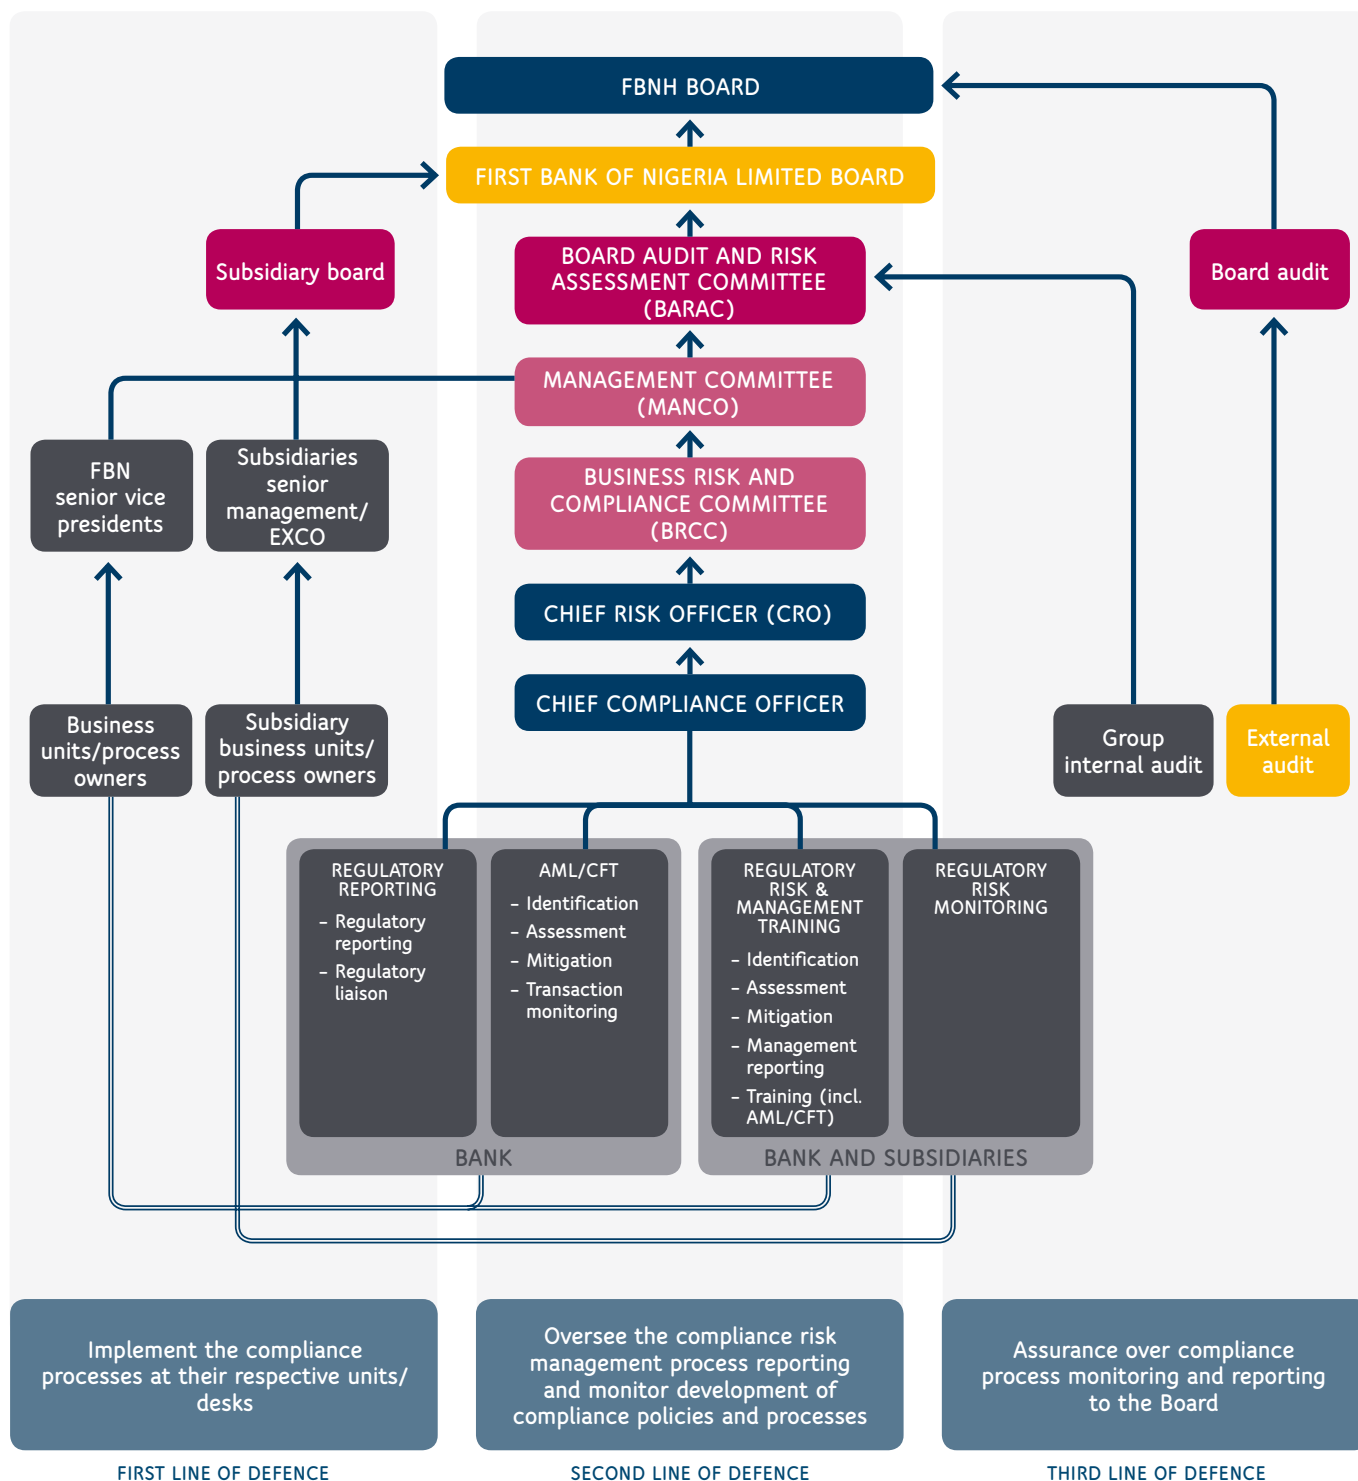 FBNH BOARD
FIRST BANK OF NIGERIA LIMITED BOARD
Subsidiary board
BOARD AUDIT AND RISK
ASSESSMENT COMMITTEE
(BARAC)
Board audit
MANAGEMENT COMMITTEE
(MANCO)
FBN
senior vice
presidents
Subsidiaries
senior
management/
EXCO
BUSINESS RISK AND
COMPLIANCE COMMITTEE
(BRCC)
CHIEF RISK OFFICER (CRO)
CHIEF COMPLIANCE OFFICER
Business
units/process
owners
Subsidiary
business units/
process owners
Group
internal audit
External
audit
REGULATORY
REPORTING
– Regulatory
reporting
– Regulatory
liaison
AML/CFT
– Identification
– Assessment
– Mitigation
– Transaction
monitoring
REGULATORY
RISK &
MANAGEMENT
TRAINING
– Identification
– Assessment
– Mitigation
– Management
reporting
– Training (incl.
AML/CFT)
REGULATORY
RISK
MONITORING
BANK
BANK AND SUBSIDIARIES
Implement the compliance
processes at their respective units/
desks
Oversee the compliance risk
management process reporting
and monitor development of
compliance policies and processes
Assurance over compliance
process monitoring and reporting
to the Board
FIRST LINE OF DEFENCE
SECOND LINE OF DEFENCE
THIRD LINE OF DEFENCE